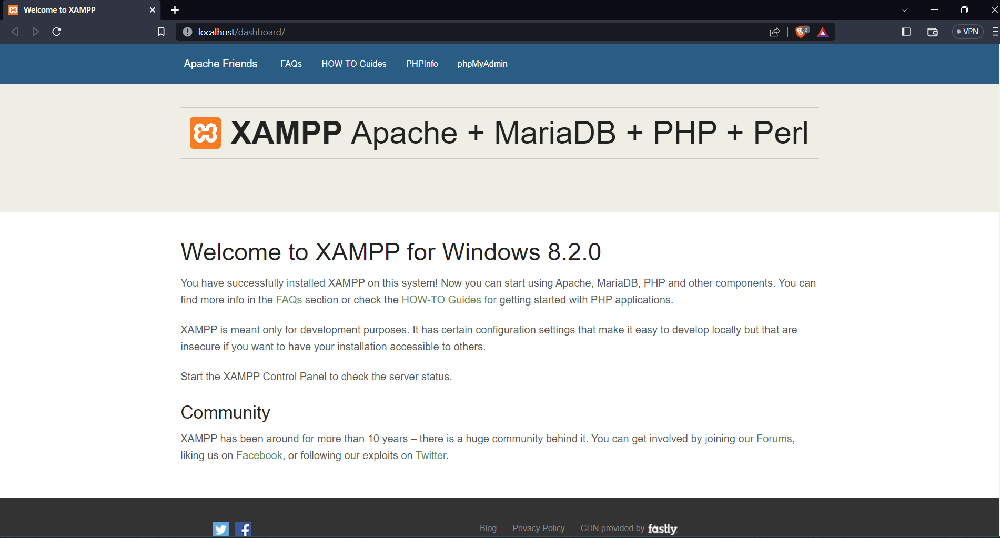 Welcome to XAMPP
localhost/dashboard/
2
VPN
Apache Friends FAQs HOW-TO Guides PHPInfo phpMyAdmin
XAMPP Apache + MariaDB + PHP + Perl
Welcome to XAMPP for Windows 8.2.0
You have successfully installed XAMPP on this system! Now you can start using Apache, MariaDB, PHP and other components. You can
find more info in the FAQs section or check the HOW-TO Guides for getting started with PHP applications.
XAMPP is meant only for development purposes. It has certain configuration settings that make it easy to develop locally but that are
insecure if you want to have your installation accessible to others.
Start the XAMPP Control Panel to check the server status.
Community
XAMPP has been around for more than 10 years – there is a huge community behind it. You can get involved by joining our Forums,
liking us on Facebook, or following our exploits on Twitter.
Blog Privacy Policy CDN provided by fastly